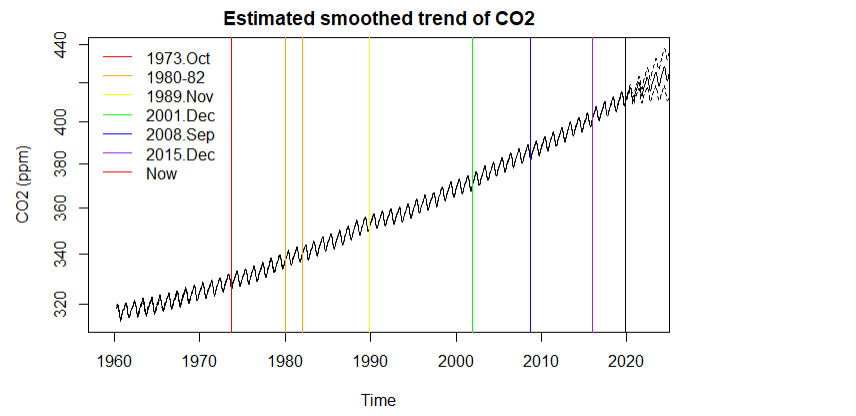 Estimated smoothed trend of CO2
CO2 (ppm)
440
400
380
360
340
320
1973.Oct
1980-82
1989.Nov
2001.Dec
2008.Sep
2015.Dec
Now
1960 1970 1980 1990 2000 2010 2020
Time